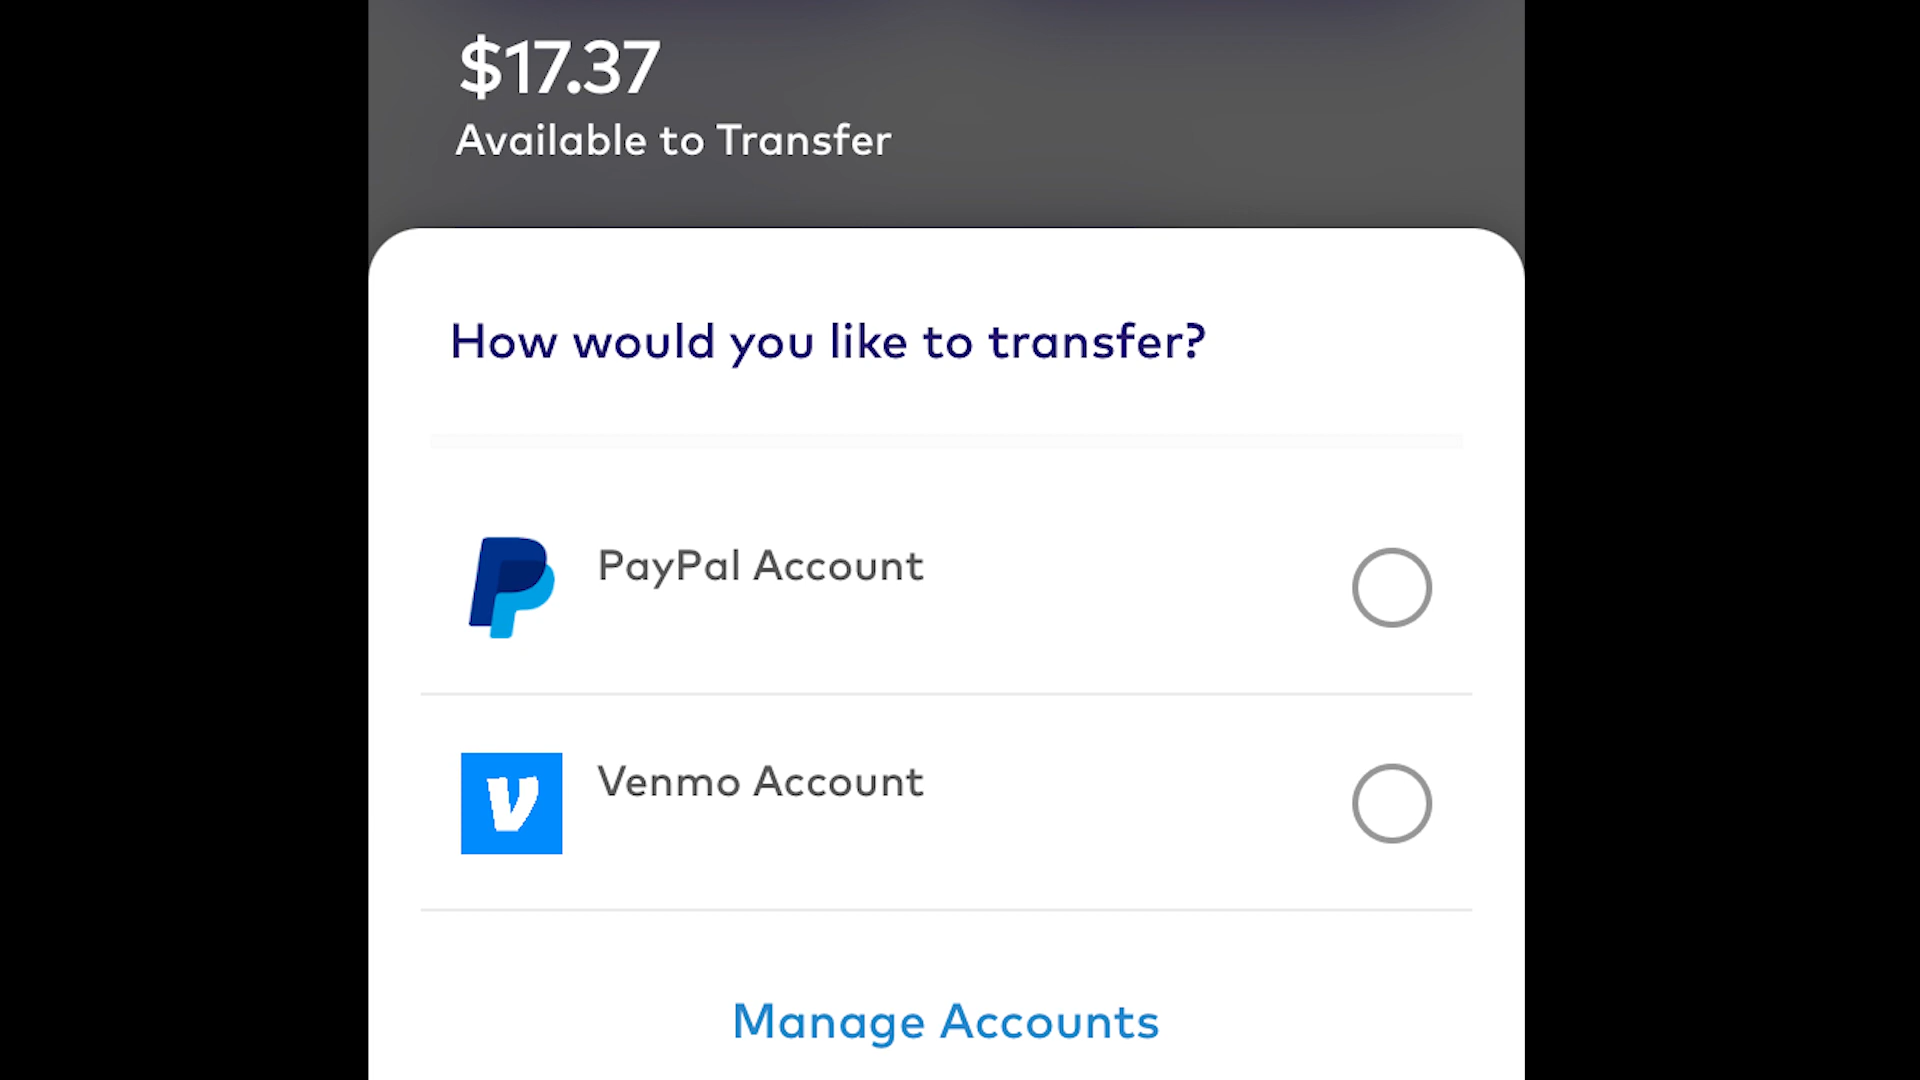 $17.37
Available to Transfer
How would you like to transfer?
PayPal Account
Venmo Account
Manage Accounts